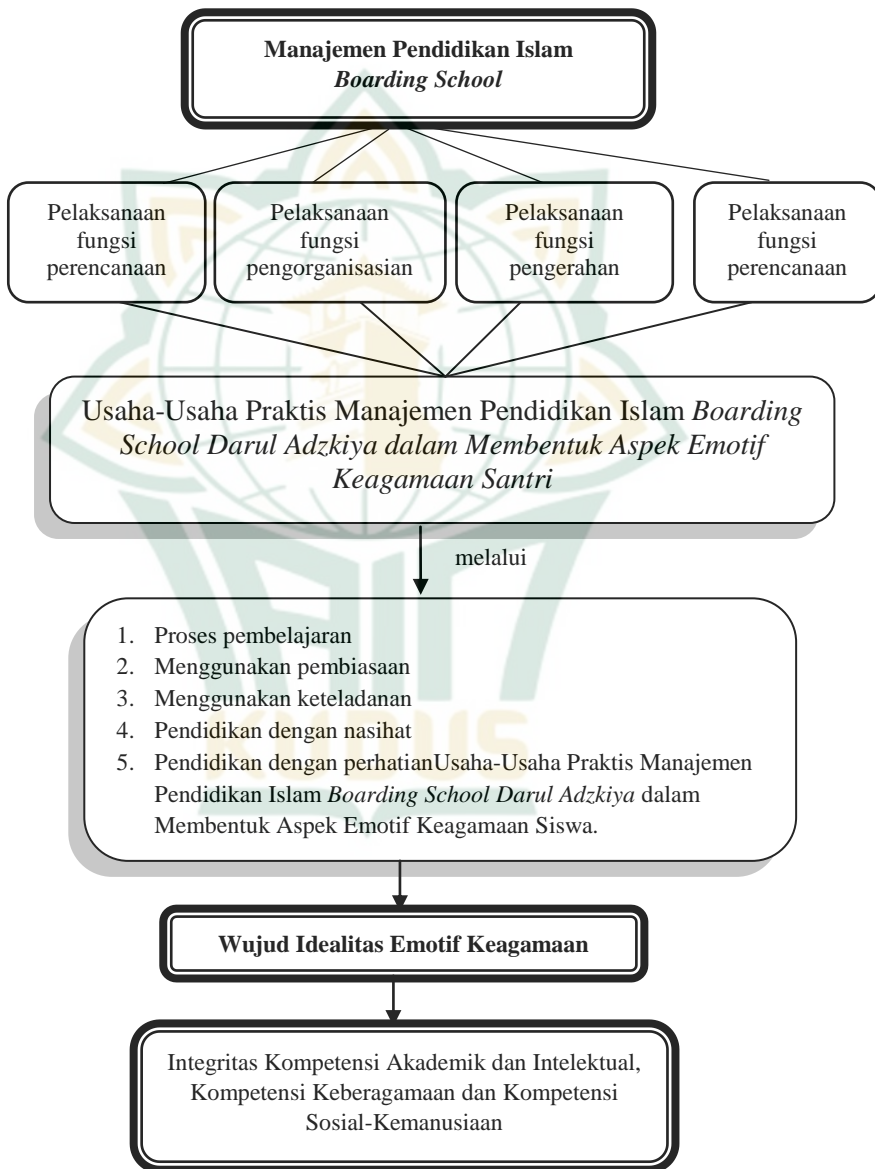 Manajemen Pendidikan Islam
Boarding School
Pelaksanaan
fungsi
perencanaan
Pelaksanaan
fungsi
pengorganisasian
Pelaksanaan
fungsi
pengerahan
Pelaksanaan
fungsi
perencanaan
Usaha-Usaha Praktis Manajemen Pendidikan Islam Boarding
School Darul Adzkiya dalam Membentuk Aspek Emotif
Keagamaan Santri
melalui
1. Proses pembelajaran
2. Menggunakan pembiasaan
3. Menggunakan keteladanan
4. Pendidikan dengan nasihat
5. Pendidikan dengan perhatianUsaha-Usaha Praktis Manajemen
Pendidikan Islam Boarding School Darul Adzkiya dalam
Membentuk Aspek Emotif Keagamaan Siswa.
KUDUS
Wujud Idealitas Emotif Keagamaan
Integritas Kompetensi Akademik dan Intelektual,
Kompetensi Keberagamaan dan Kompetensi
Sosial-Kemanusiaan